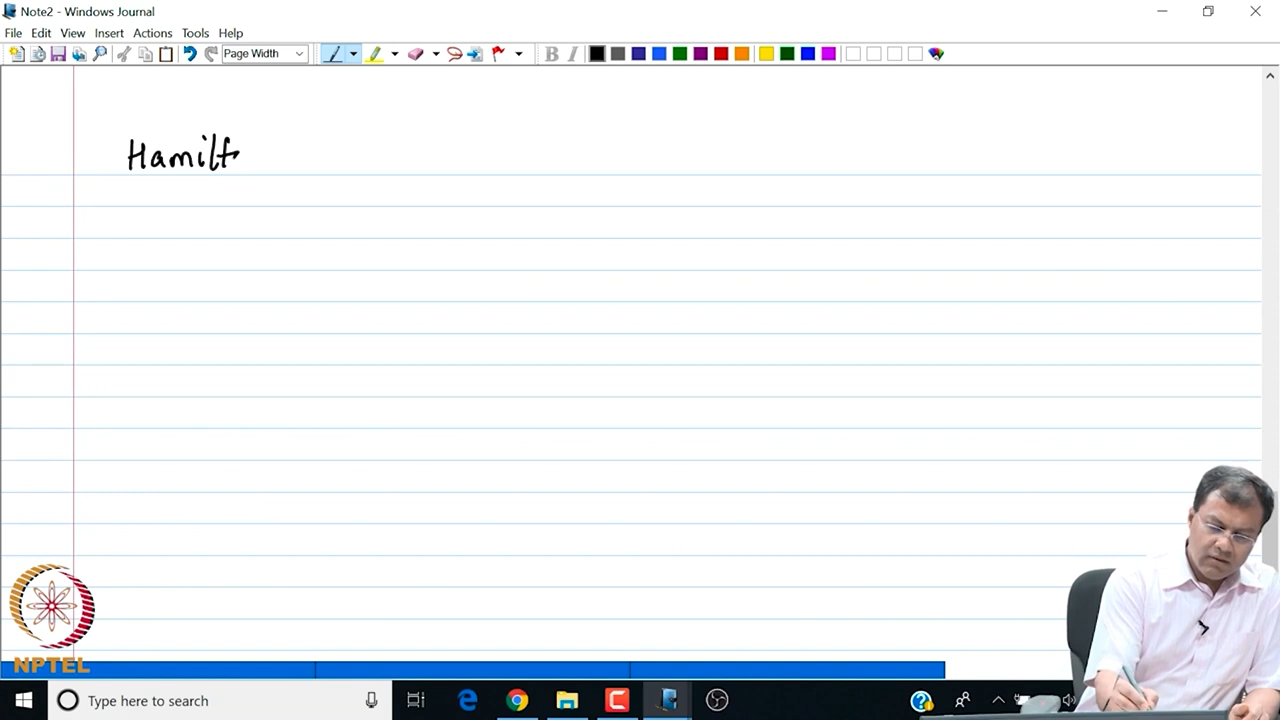 Note2 - Windows Journal
File Edit View Insert Actions Tools Help
Page Width B I
Hamilt
NPTEL
Type here to search